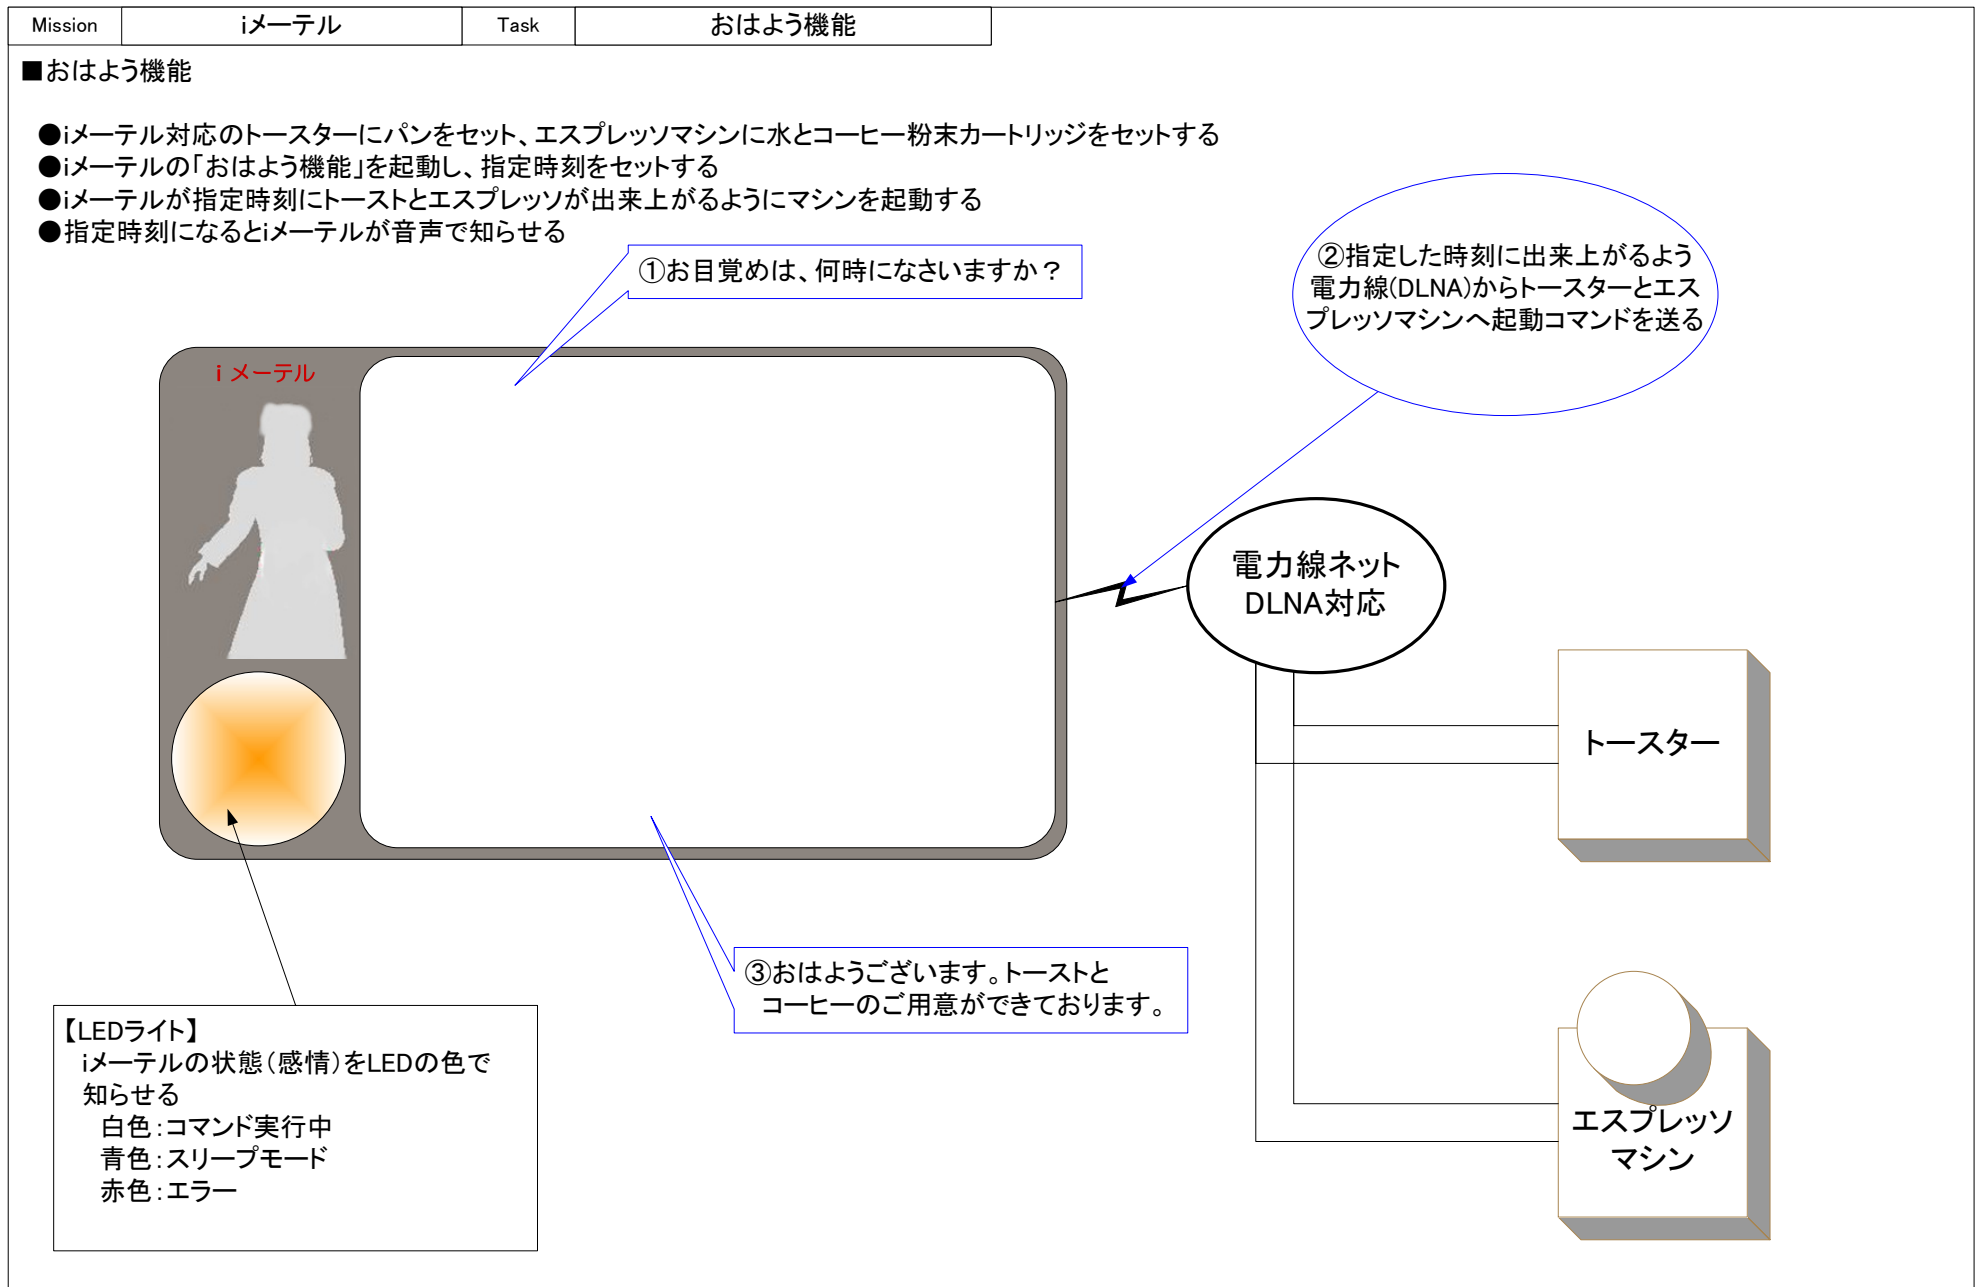 Mission iメーテル Task おはよう機能
■おはよう機能
●iメーテル対応のトースターにパンをセット、エスプレッソマシンに水とコーヒー粉末カートリッジをセットする
●iメーテルの「おはよう機能」を起動し、指定時刻をセットする
●iメーテルが指定時刻にトーストとエスプレッソが出来上がるようにマシンを起動する
●指定時刻になるとiメーテルが音声で知らせる
①お目覚めは、何時になさいますか？
②指定した時刻に出来上がるよう
電力線(DLNA)からトースターとエス
プレッソマシンへ起動コマンドを送る
i メーテル
電力線ネット
DLNA対応
トースター
③おはようございます。トーストと
コーヒーのご用意ができております。
【LEDライト】
iメーテルの状態（感情）をLEDの色で
知らせる
白色：コマンド実行中
青色：スリープモード
赤色：エラー
エスプレッソ
マシン